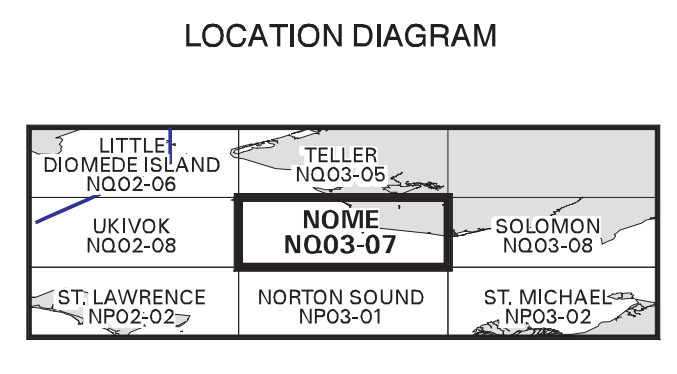 LOCATION DIAGRAM
LITTLE
DIOMEDE ISLAND
NQ02-06
TELLER
NQ03-05
UKIVOK
NQ02-08
NOME
NQ03-07
SOLOMON
NQ03-08
ST. LAWRENCE
NP02-02
NORTON SOUND
NP03-01
ST. MICHAEL
NP03-02